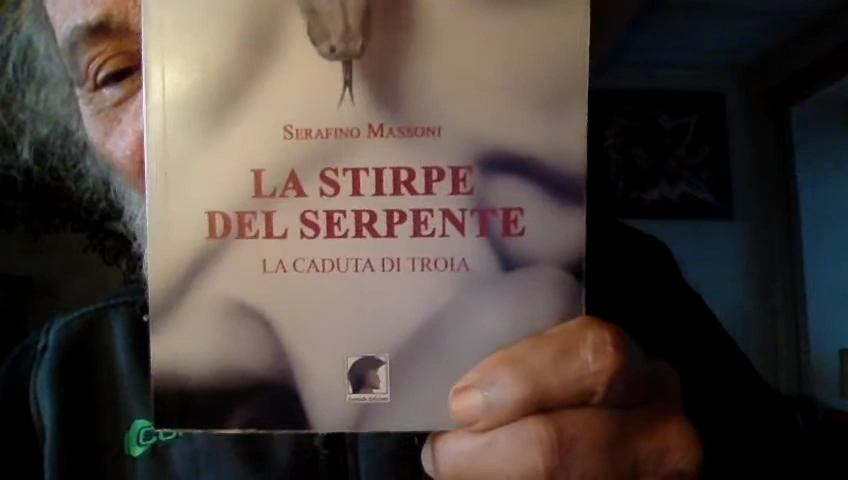 SERAFINO MASSONI
LA STIRPE
DEL SERPENTE
LA CADUTA DI TROIA